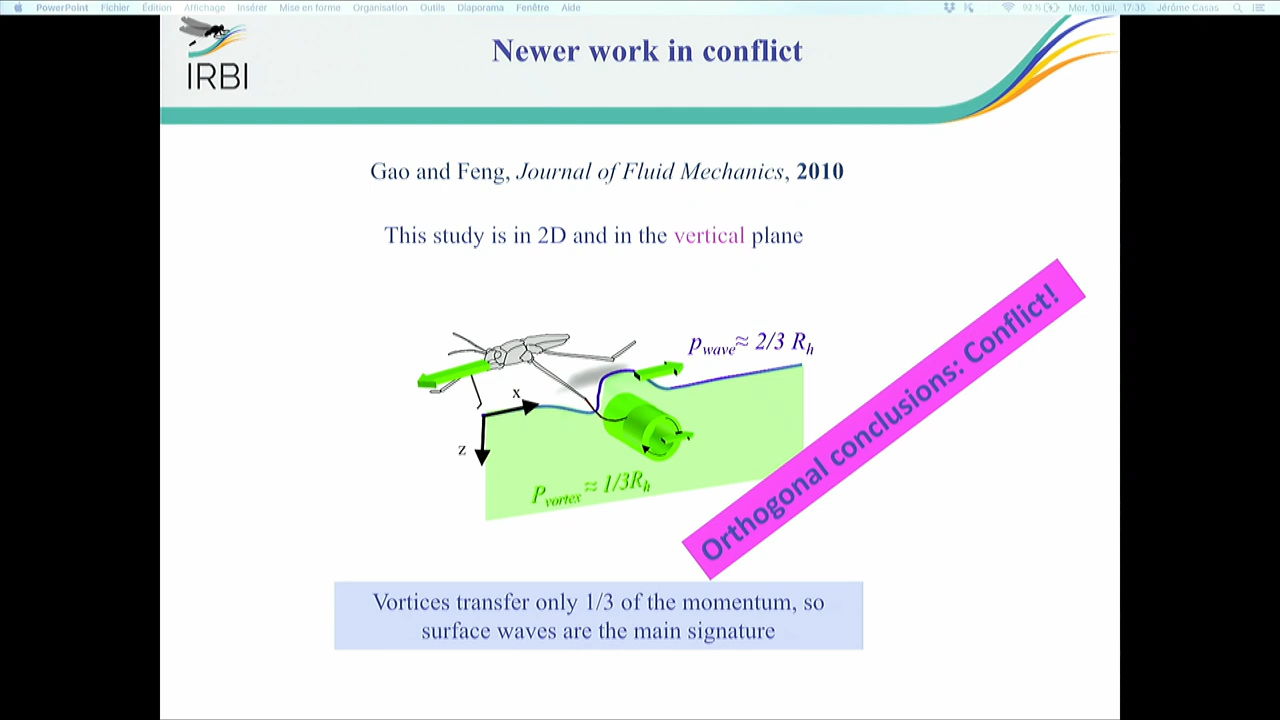 PowerPoint Fichier Édition Affichage Insérer Mise en forme Organisation Outils Diaporama Fenêtre Aide 92 % Mer. 10 juil. 17:35 Jérôme Casas
IRBI
Newer work in conflict
Gao and Feng, Journal of Fluid Mechanics, 2010
This study is in 2D and in the vertical plane
p wave ≈ 2/3 Rh
x
z
P vortex ≈ 1/3Rh
Orthogonal conclusions: Conflict!
Vortices transfer only 1/3 of the momentum, so
surface waves are the main signature